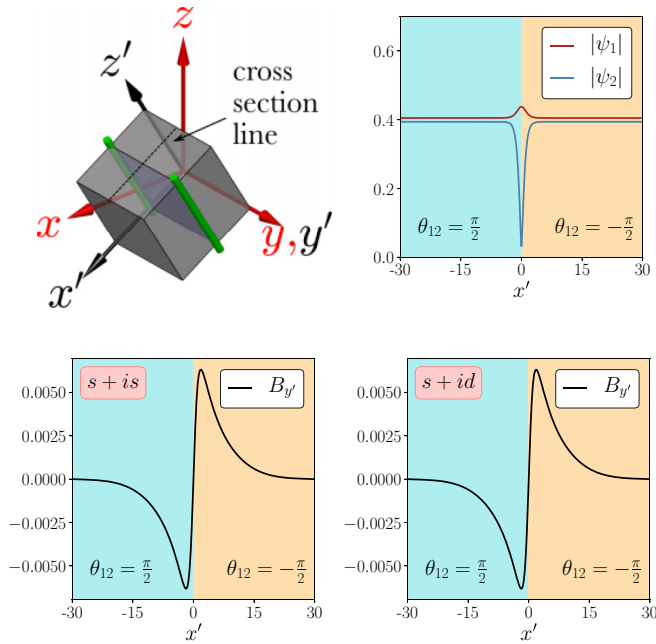 z
z′
cross
section
line
x
y, y′
x′
|ψ₁|
|ψ₂|
0.6
0.4
0.2
0.0
θ₁₂ = π/2
θ₁₂ = −π/2
-30 -15 0 15 30
x′
s + is
B_{y′}
0.0050
0.0025
0.0000
−0.0025
−0.0050
θ₁₂ = π/2
θ₁₂ = −π/2
-30 -15 0 15 30
x′
s + id
B_{y′}
0.0050
0.0025
0.0000
−0.0025
−0.0050
θ₁₂ = π/2
θ₁₂ = −π/2
-30 -15 0 15 30
x′